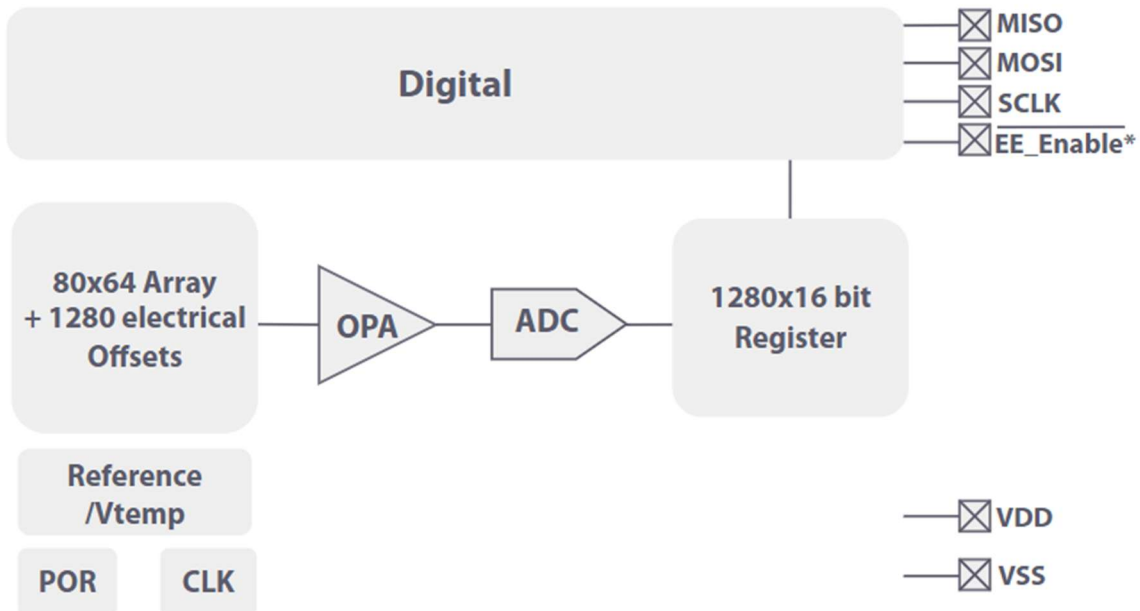 Digital
MISO
MOSI
SCLK
EE_Enable*
80x64 Array
+ 1280 electrical
Offsets
OPA
ADC
1280x16 bit
Register
Reference
/Vtemp
POR
CLK
VDD
VSS